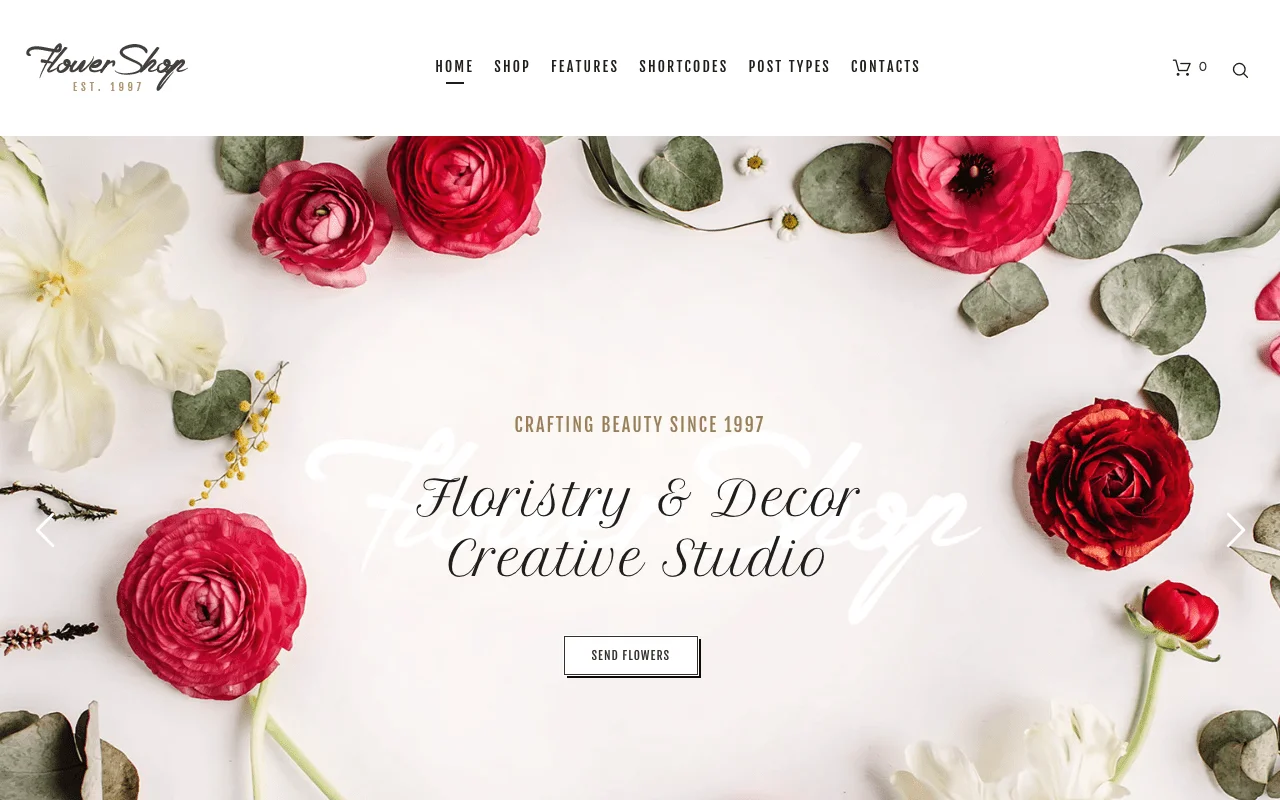 Flower Shop
EST. 1997
HOME SHOP FEATURES SHORTCODES POST TYPES CONTACTS
0
CRAFTING BEAUTY SINCE 1997
Flower Shop
Floristry & Decor
Creative Studio
SEND FLOWERS